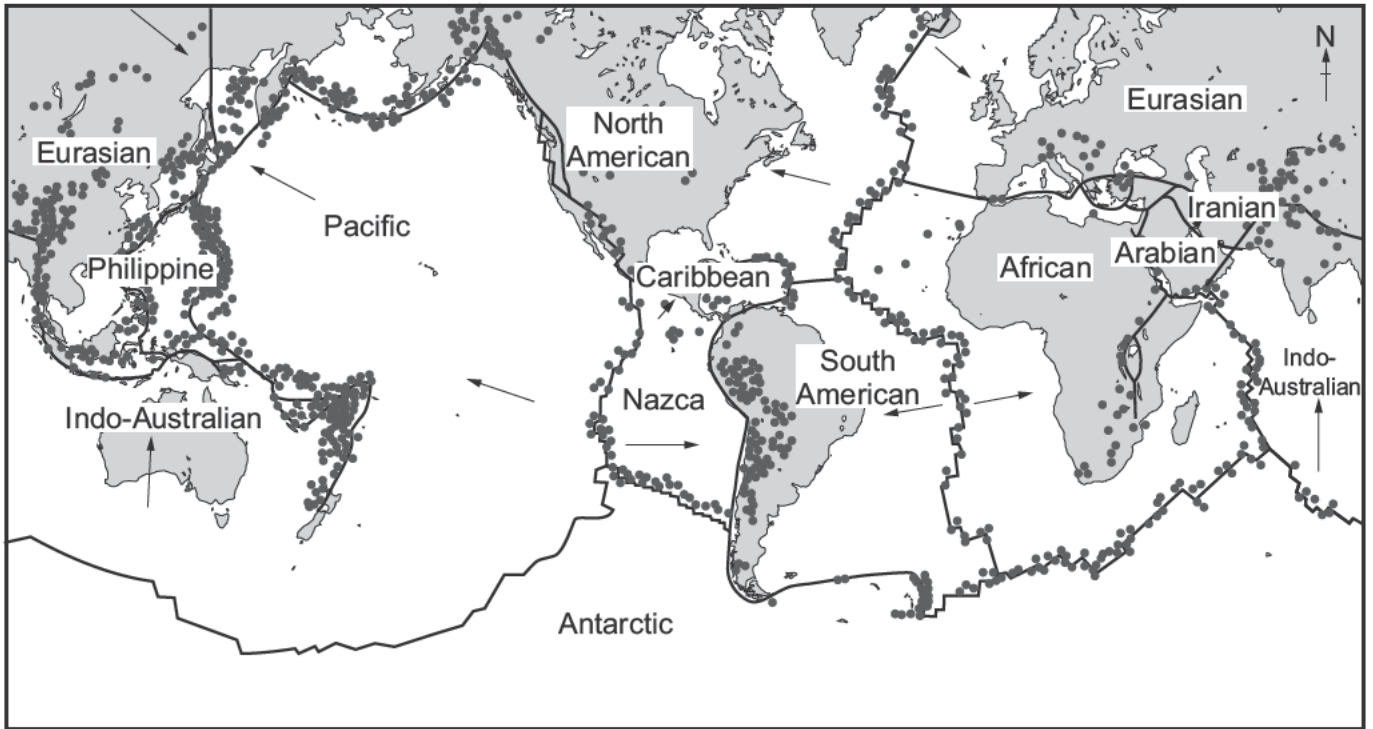 N
Eurasian
North
American
Eurasian
Iranian
Pacific
Arabian
Philippine
Caribbean
African
South
American
Indo-
Australian
Nazca
Indo-Australian
Antarctic